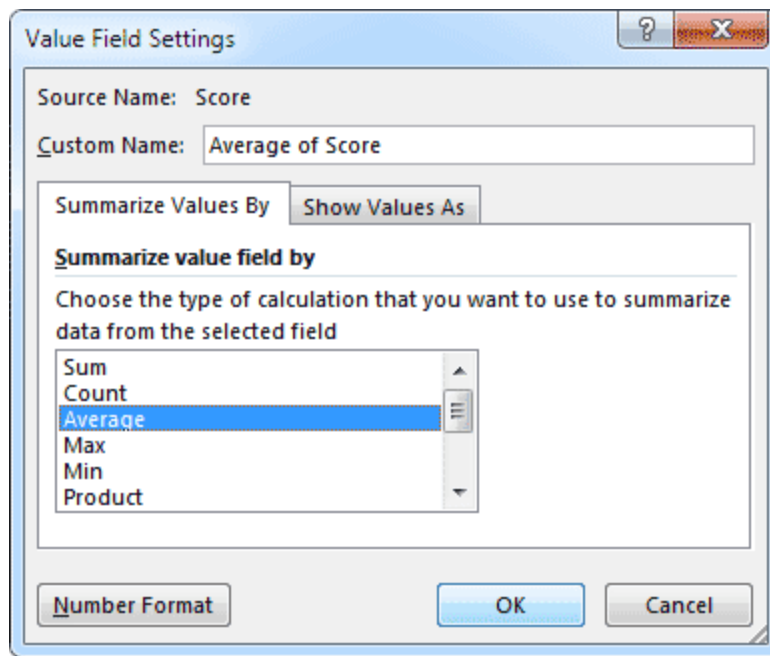 Value Field Settings
?
Source Name: Score
Custom Name: Average of Score
Summarize Values By
Show Values As
Summarize value field by
Choose the type of calculation that you want to use to summarize
data from the selected field
Sum
Count
Average
Max
Min
Product
Number Format
OK
Cancel